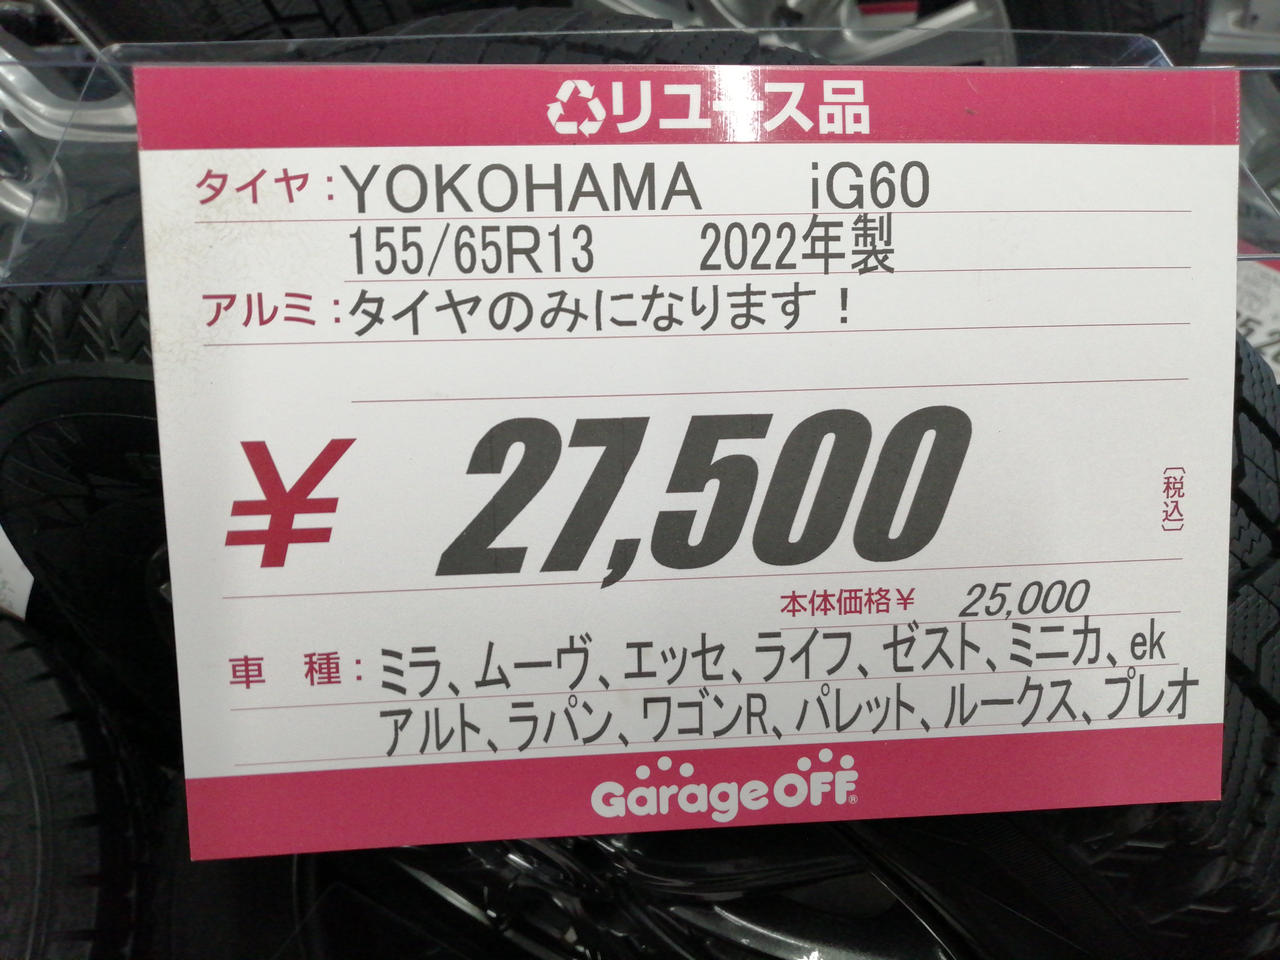 リユース品
タイヤ：YOKOHAMA iG60
155/65R13 2022年製
アルミ：タイヤのみになります！
¥ 27,500 〔税込〕
本体価格¥ 25,000
車種：ミラ、ムーヴ、エッセ、ライフ、ゼスト、ミニカ、ek
アルト、ラパン、ワゴンR、パレット、ルークス、プレオ
Garage OFF®